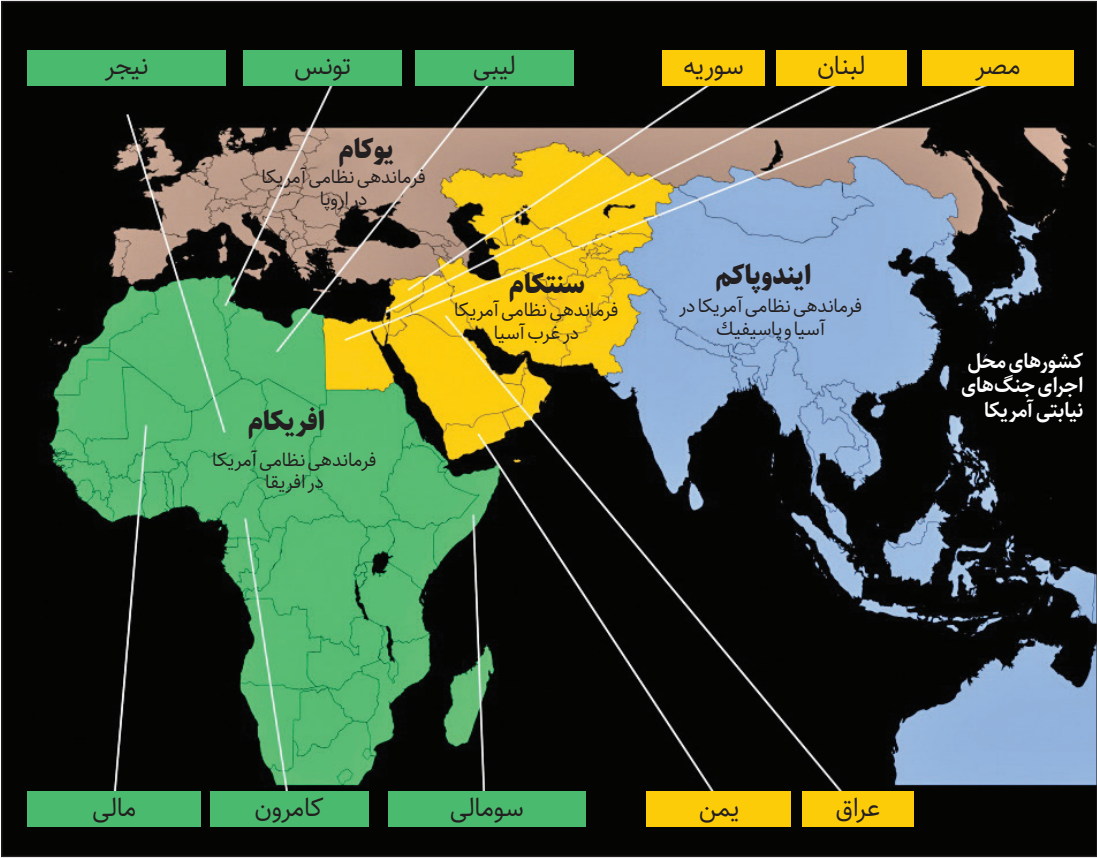 مصر
لبنان
سوریه
لیبی
تونس
نیجر
یوکام
فرماندهی نظامی آمریکا
در اروپا
ایندوپاکم
فرماندهی نظامی آمریکا در
آسیا و پاسیفیك
سنتکام
فرماندهی نظامی آمریکا
در غرب آسیا
کشورهای محل
اجرای جنگ‌های
نیابتی آمریکا
افریکام
فرماندهی نظامی آمریکا
در افریقا
عراق
یمن
سومالی
کامرون
مالی